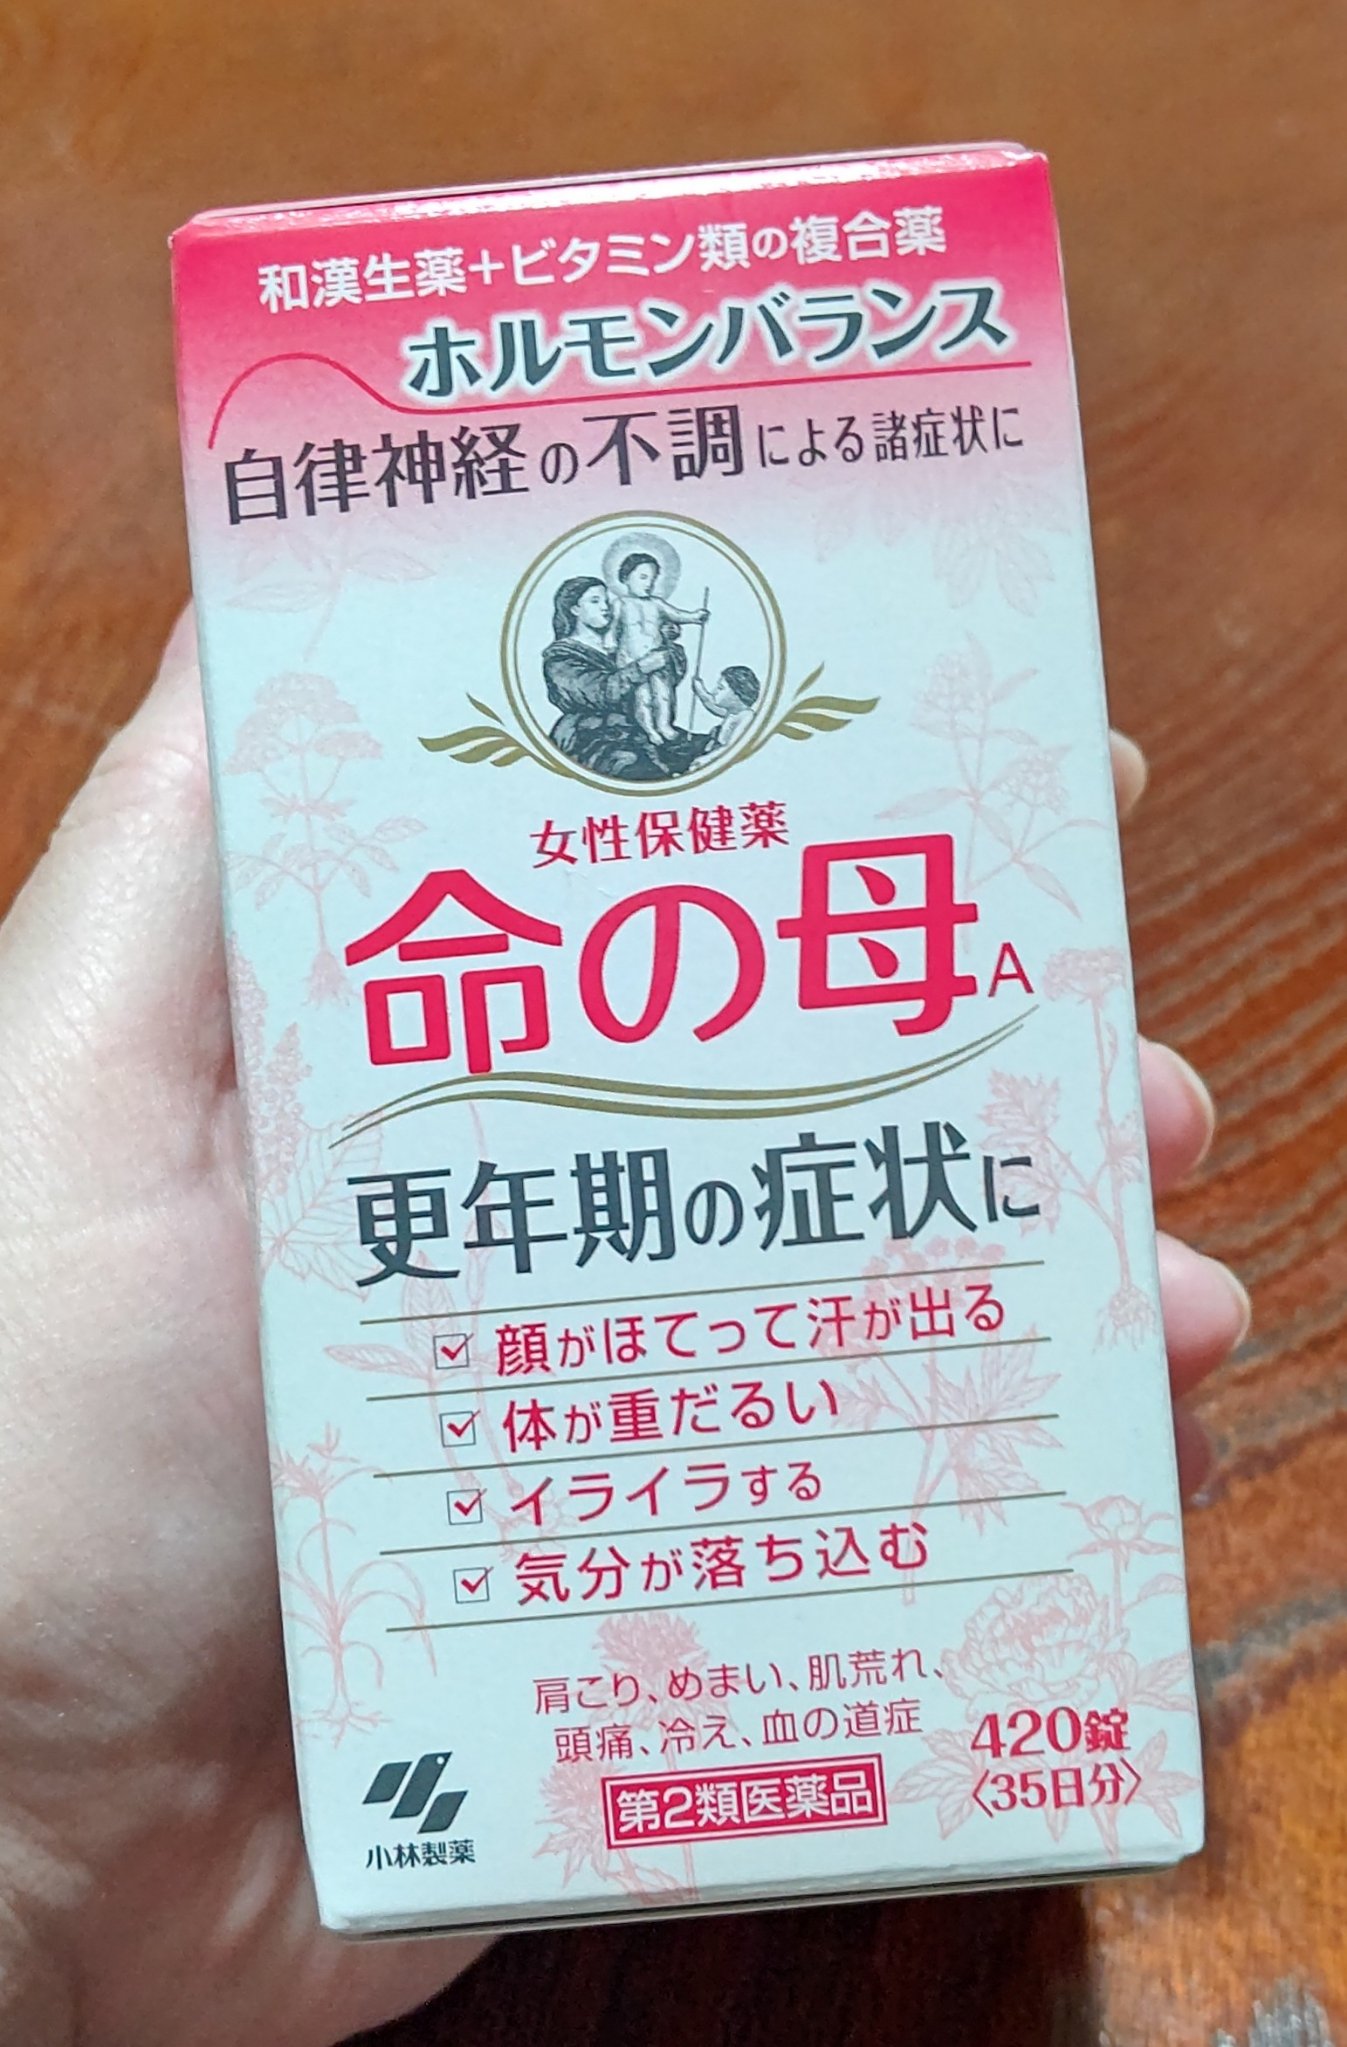 和漢生薬+ビタミン類の複合薬
ホルモンバランス
自律神経の不調による諸症状に
女性保健薬
命の母A
更年期の症状に
顔がほてって汗が出る
体が重だるい
イライラする
気分が落ち込む
肩こり、めまい、肌荒れ、
頭痛、冷え、血の道症
第2類医薬品
420錠
〈35日分〉
小林製薬